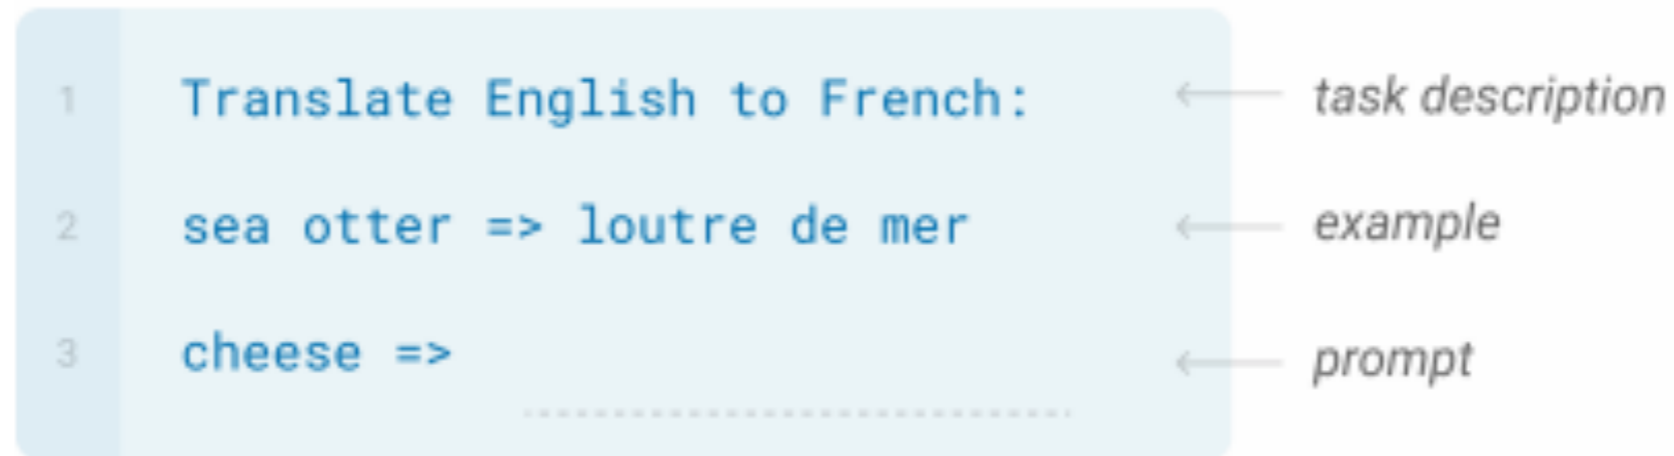 1 Translate English to French: task description
2 sea otter => loutre de mer example
3 cheese => prompt